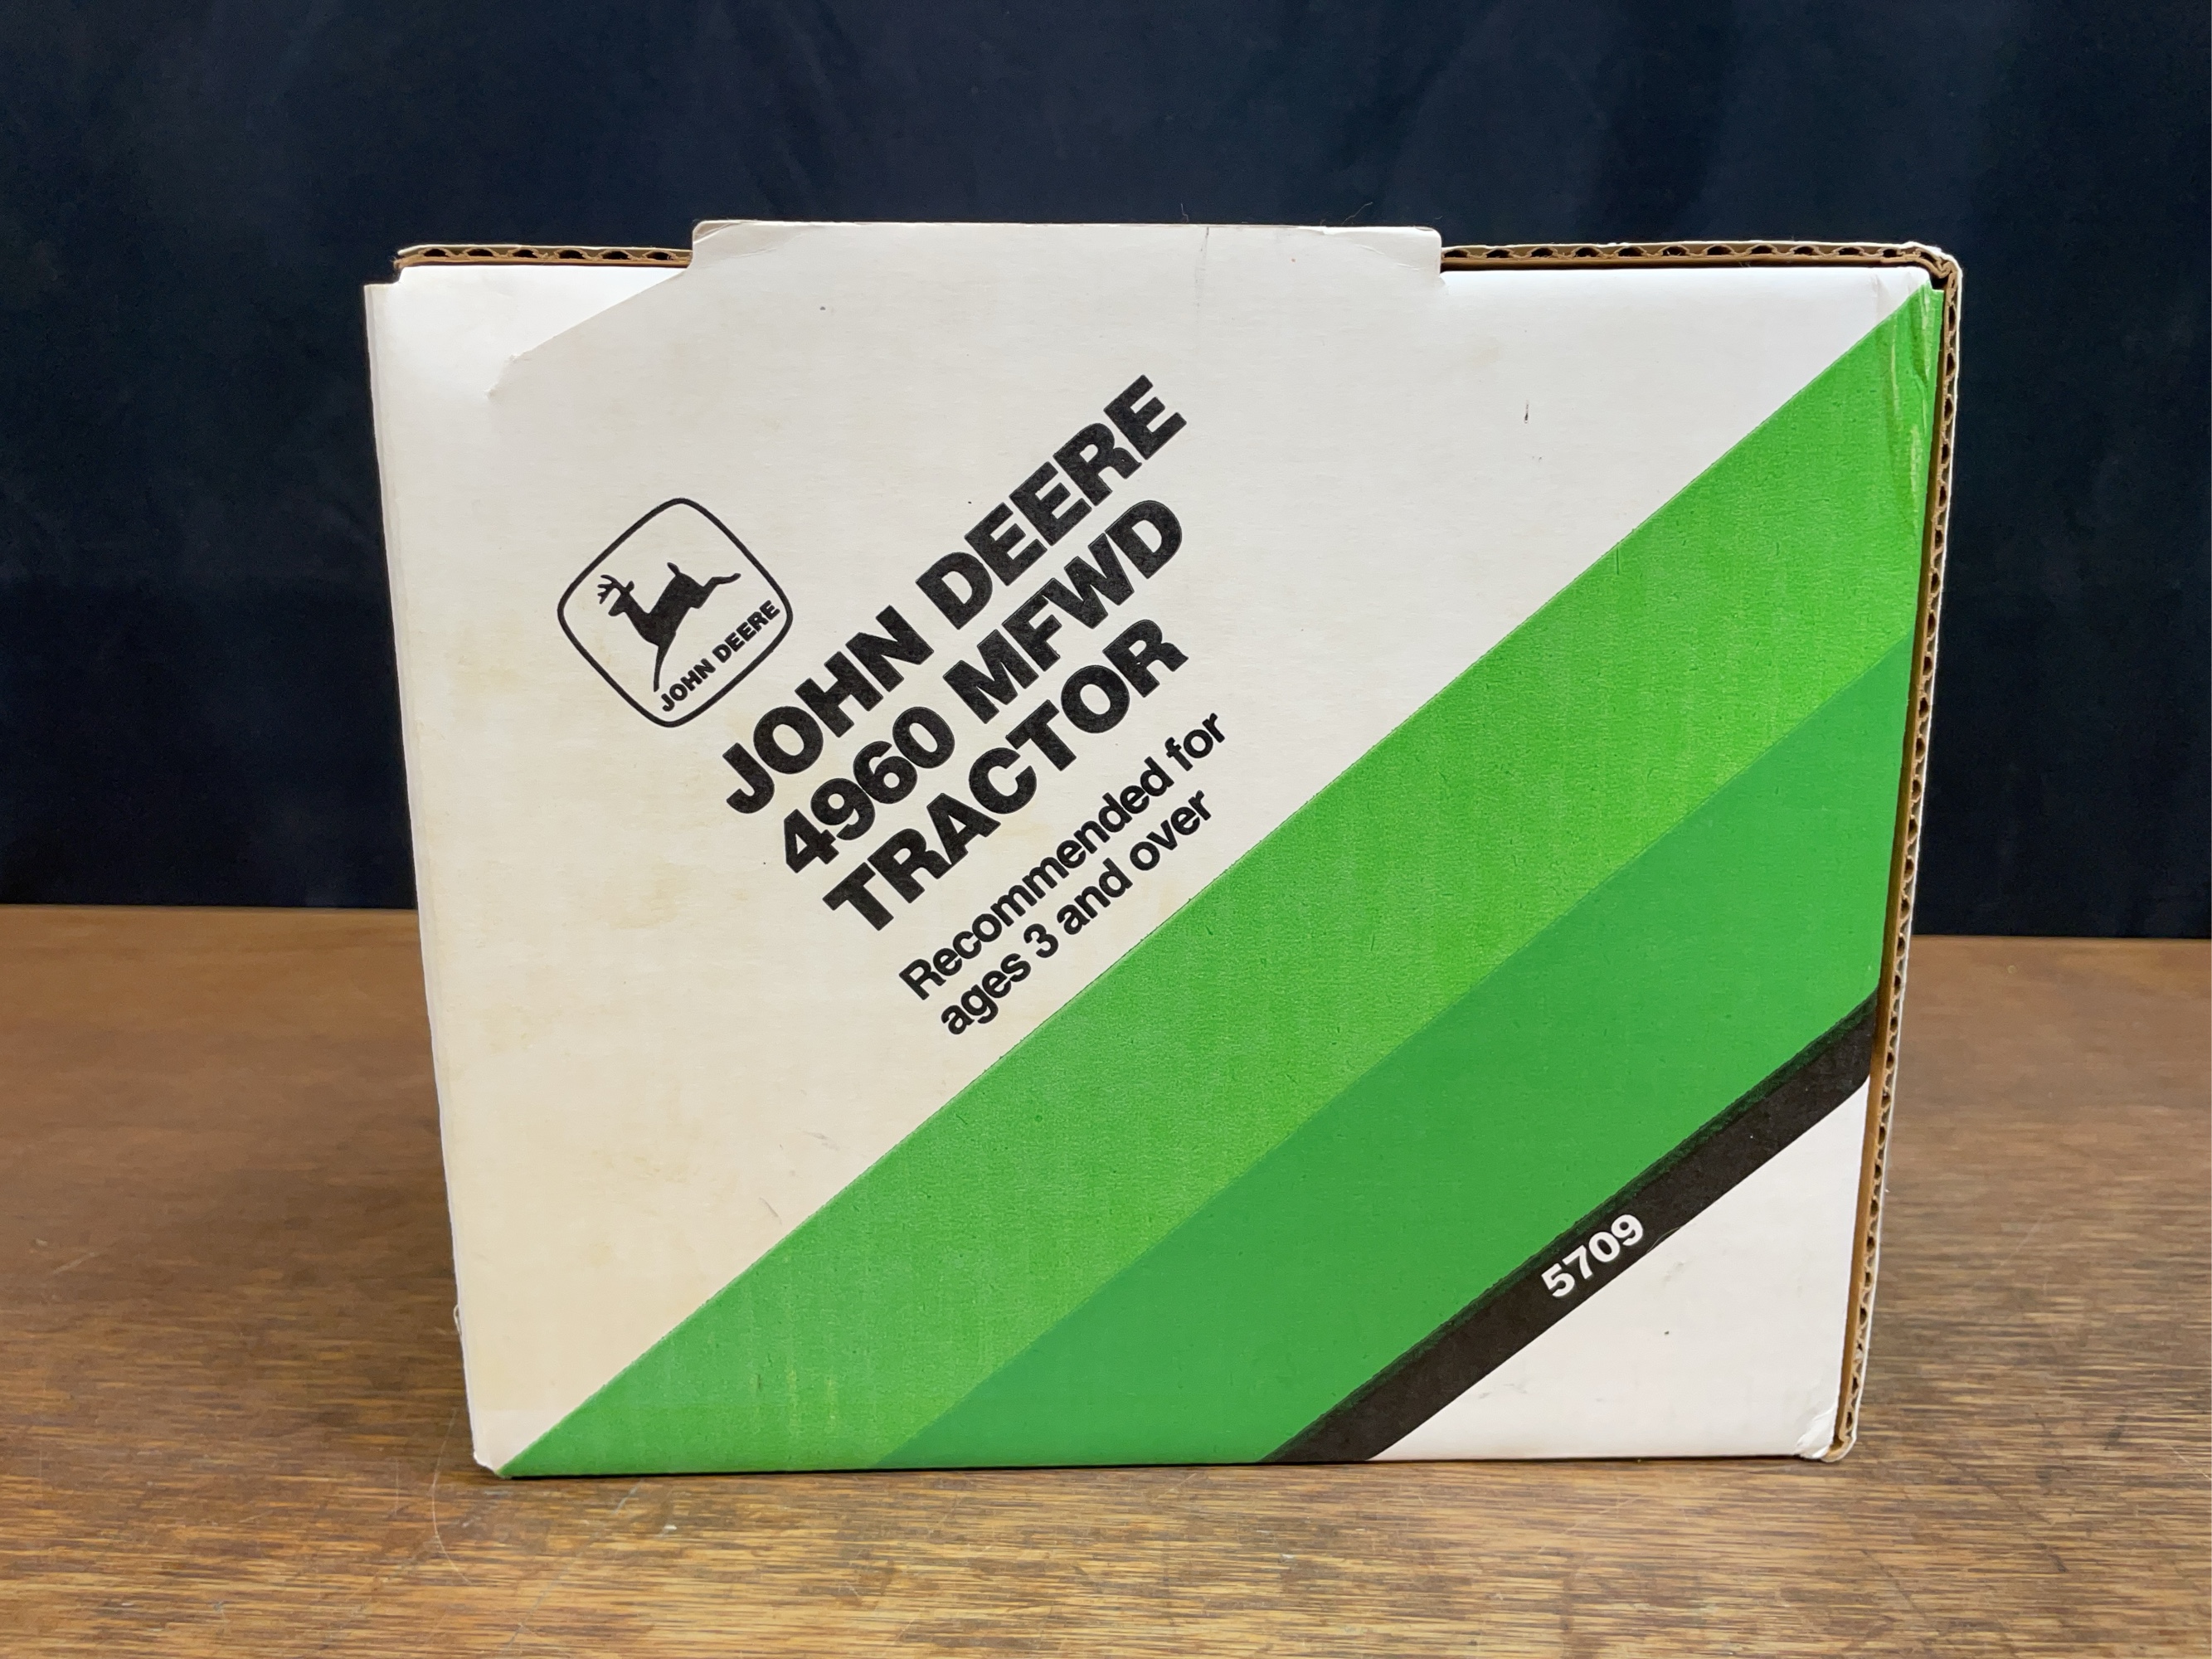 JOHN DEERE
JOHN DEERE
4960 MFWD
TRACTOR
Recommended for
ages 3 and over
5709